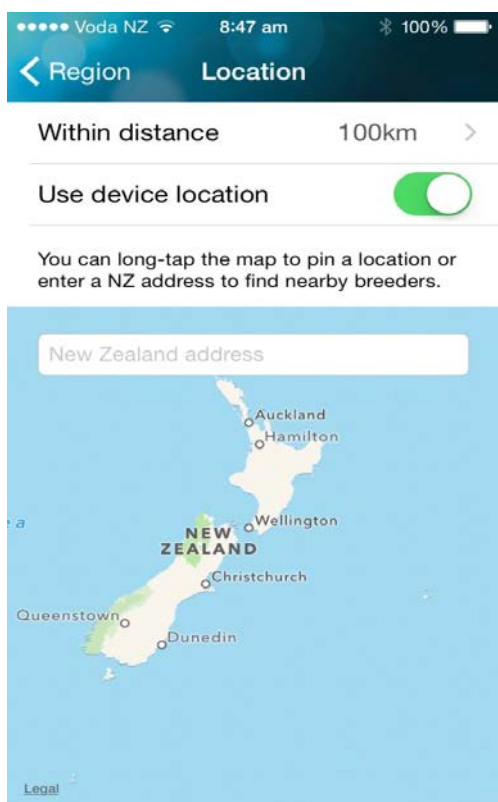 Voda NZ 8:47 am 100%
Region Location
Within distance 100km
Use device location
You can long-tap the map to pin a location or
enter a NZ address to find nearby breeders.
New Zealand address
Auckland
Hamilton
a
Wellington
NEW
ZEALAND
Christchurch
Queenstown
Dunedin
Legal